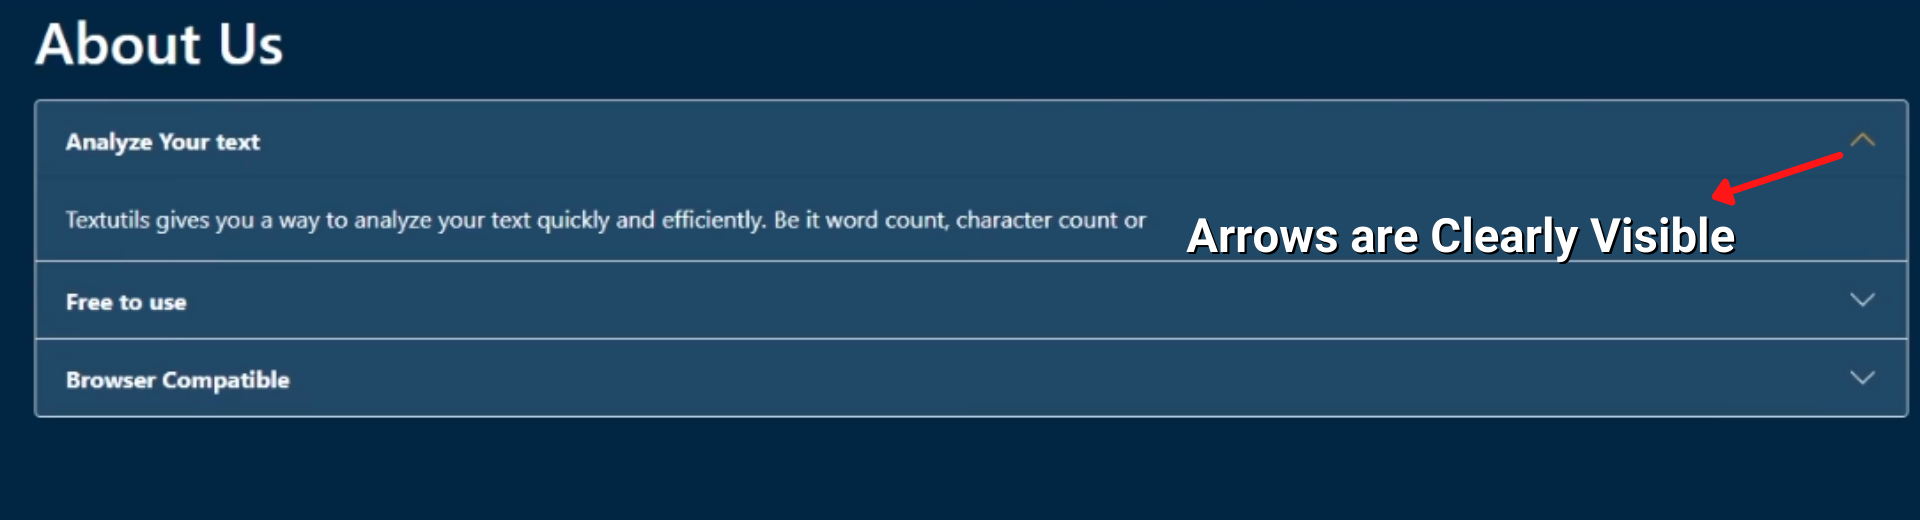 About Us
Analyze Your text
Textutils gives you a way to analyze your text quickly and efficiently. Be it word count, character count or
Arrows are Clearly Visible
Free to use
Browser Compatible